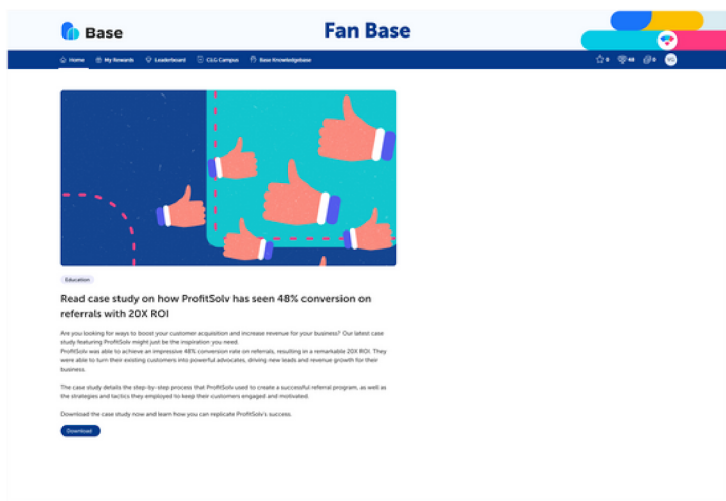 Base
Fan Base
Home My Rewards Leaderboard CLG Campus Base Knowledgebase
0 48 0
Education
Read case study on how ProfitSolv has seen 48% conversion on
referrals with 20X ROI
Are you looking for ways to boost your customer acquisition and increase revenue for your business? Our latest case
study featuring ProfitSolv might just be the inspiration you need.
ProfitSolv was able to achieve an impressive 48% conversion rate on referrals, resulting in a remarkable 20X ROI. They
were able to turn their existing customers into powerful advocates, driving new leads and revenue growth for their
business.
The case study details the step-by-step process that ProfitSolv used to create a successful referral program, as well as
the strategies and tactics they employed to keep their customers engaged and motivated.
Download the case study now and learn how you can replicate ProfitSolv's success.
Download